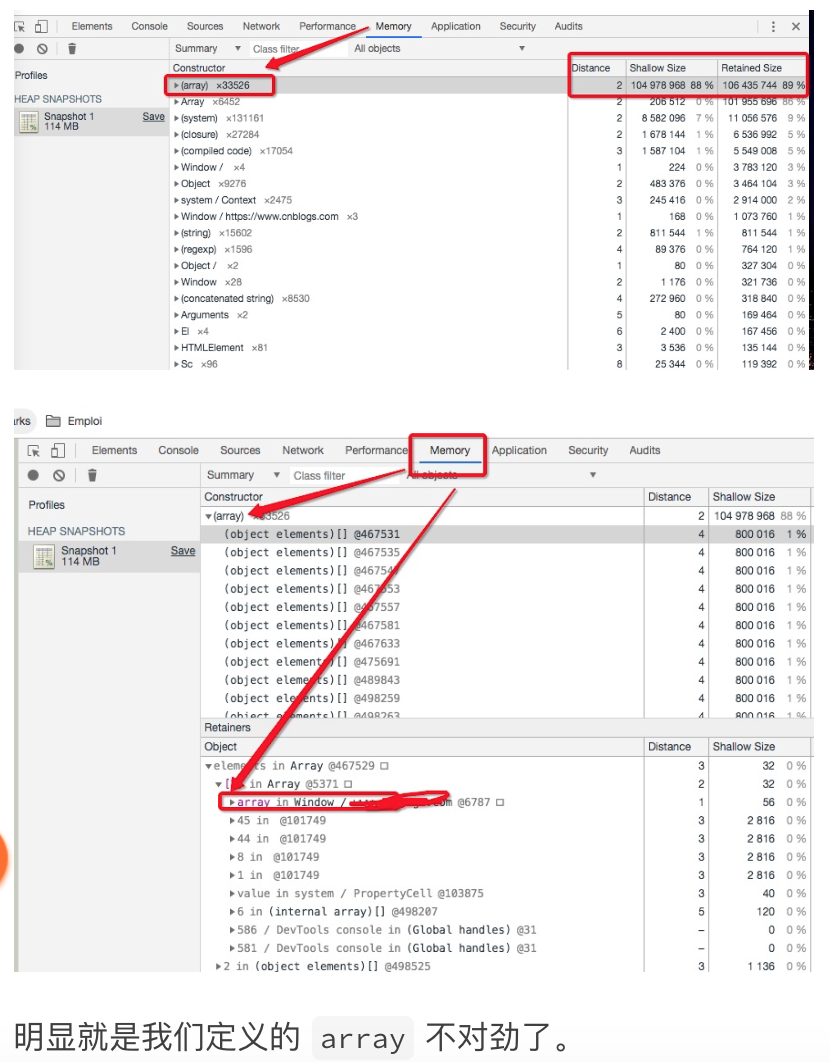 Elements Console Sources Network Performance Memory Application Security Audits
Summary Class filter All objects
Profiles
HEAP SNAPSHOTS
Snapshot 1 Save
114 MB
Constructor Distance Shallow Size Retained Size
(array) ×33526 2 104 978 968 88 % 106 435 744 89 %
Array ×6452 2 206 512 0 % 101 955 696 86 %
(system) ×131161 2 8 582 096 7 % 11 056 576 9 %
(closure) ×27284 2 1 678 144 1 % 6 536 992 5 %
(compiled code) ×17054 3 1 587 104 1 % 5 549 008 5 %
Window / ×4 1 224 0 % 3 783 120 3 %
Object ×9276 2 483 376 0 % 3 464 104 3 %
system / Context ×2475 3 245 416 0 % 2 914 000 2 %
Window / https://www.cnblogs.com ×3 1 168 0 % 1 073 760 1 %
(string) ×15602 2 811 544 1 % 811 544 1 %
(regexp) ×1596 4 89 376 0 % 764 120 1 %
Object / ×2 1 80 0 % 327 304 0 %
Window ×28 2 1 176 0 % 321 736 0 %
(concatenated string) ×8530 4 272 960 0 % 318 840 0 %
Arguments ×2 5 80 0 % 169 464 0 %
EI ×4 6 2 400 0 % 167 456 0 %
HTMLElement ×81 3 3 536 0 % 135 144 0 %
Sc ×96 8 25 344 0 % 119 392 0 %
rks Emploi
Elements Console Sources Network Performance Memory Application Security Audits
Summary Class filter All objects
Profiles
HEAP SNAPSHOTS
Snapshot 1 Save
114 MB
Constructor Distance Shallow Size
(array) ×33526 2 104 978 968 88 %
(object elements)[] @467531 4 800 016 1 %
(object elements)[] @467535 4 800 016 1 %
(object elements)[] 4 800 016 1 %
(object elements)[] 4 800 016 1 %
(object elements)[] @467557 4 800 016 1 %
(object elements)[] @467581 4 800 016 1 %
(object elements)[] @467633 4 800 016 1 %
(object elements)[] @475691 4 800 016 1 %
(object elements)[] @489843 4 800 016 1 %
(object elements)[] @498259 4 800 016 1 %
(object elements)[] @498263 4 800 016 1 %
Retainers
Object Distance Shallow Size
elements in Array @467529 3 32 0 %
in Array @5371 2 32 0 %
array in Window / @6787 1 56 0 %
45 in @101749 3 2 816 0 %
44 in @101749 3 2 816 0 %
8 in @101749 3 2 816 0 %
1 in @101749 3 2 816 0 %
value in system / PropertyCell @103875 3 40 0 %
6 in (internal array)[] @498207 5 120 0 %
586 / DevTools console in (Global handles) @31 – 0 0 %
581 / DevTools console in (Global handles) @31 – 0 0 %
2 in (object elements)[] @498525 3 1 136 0 %
明显就是我们定义的 array 不对劲了。